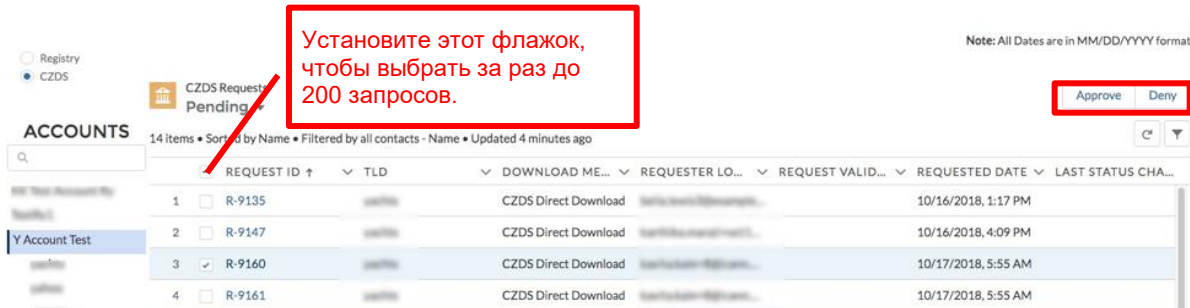 Установите этот флажок,
чтобы выбрать за раз до
200 запросов.
Note: All Dates are in MM/DD/YYYY format
Registry
CZDS
CZDS Requests
Pending
Approve Deny
ACCOUNTS
14 items • Sorted by Name • Filtered by all contacts - Name • Updated 4 minutes ago
REQUEST ID ↑ TLD DOWNLOAD ME... REQUESTER LO... REQUEST VALID... REQUESTED DATE LAST STATUS CHA...
1 R-9135 CZDS Direct Download 10/16/2018, 1:17 PM
2 R-9147 CZDS Direct Download 10/16/2018, 4:09 PM
Y Account Test
3 R-9160 CZDS Direct Download 10/17/2018, 5:55 AM
4 R-9161 CZDS Direct Download 10/17/2018, 5:55 AM